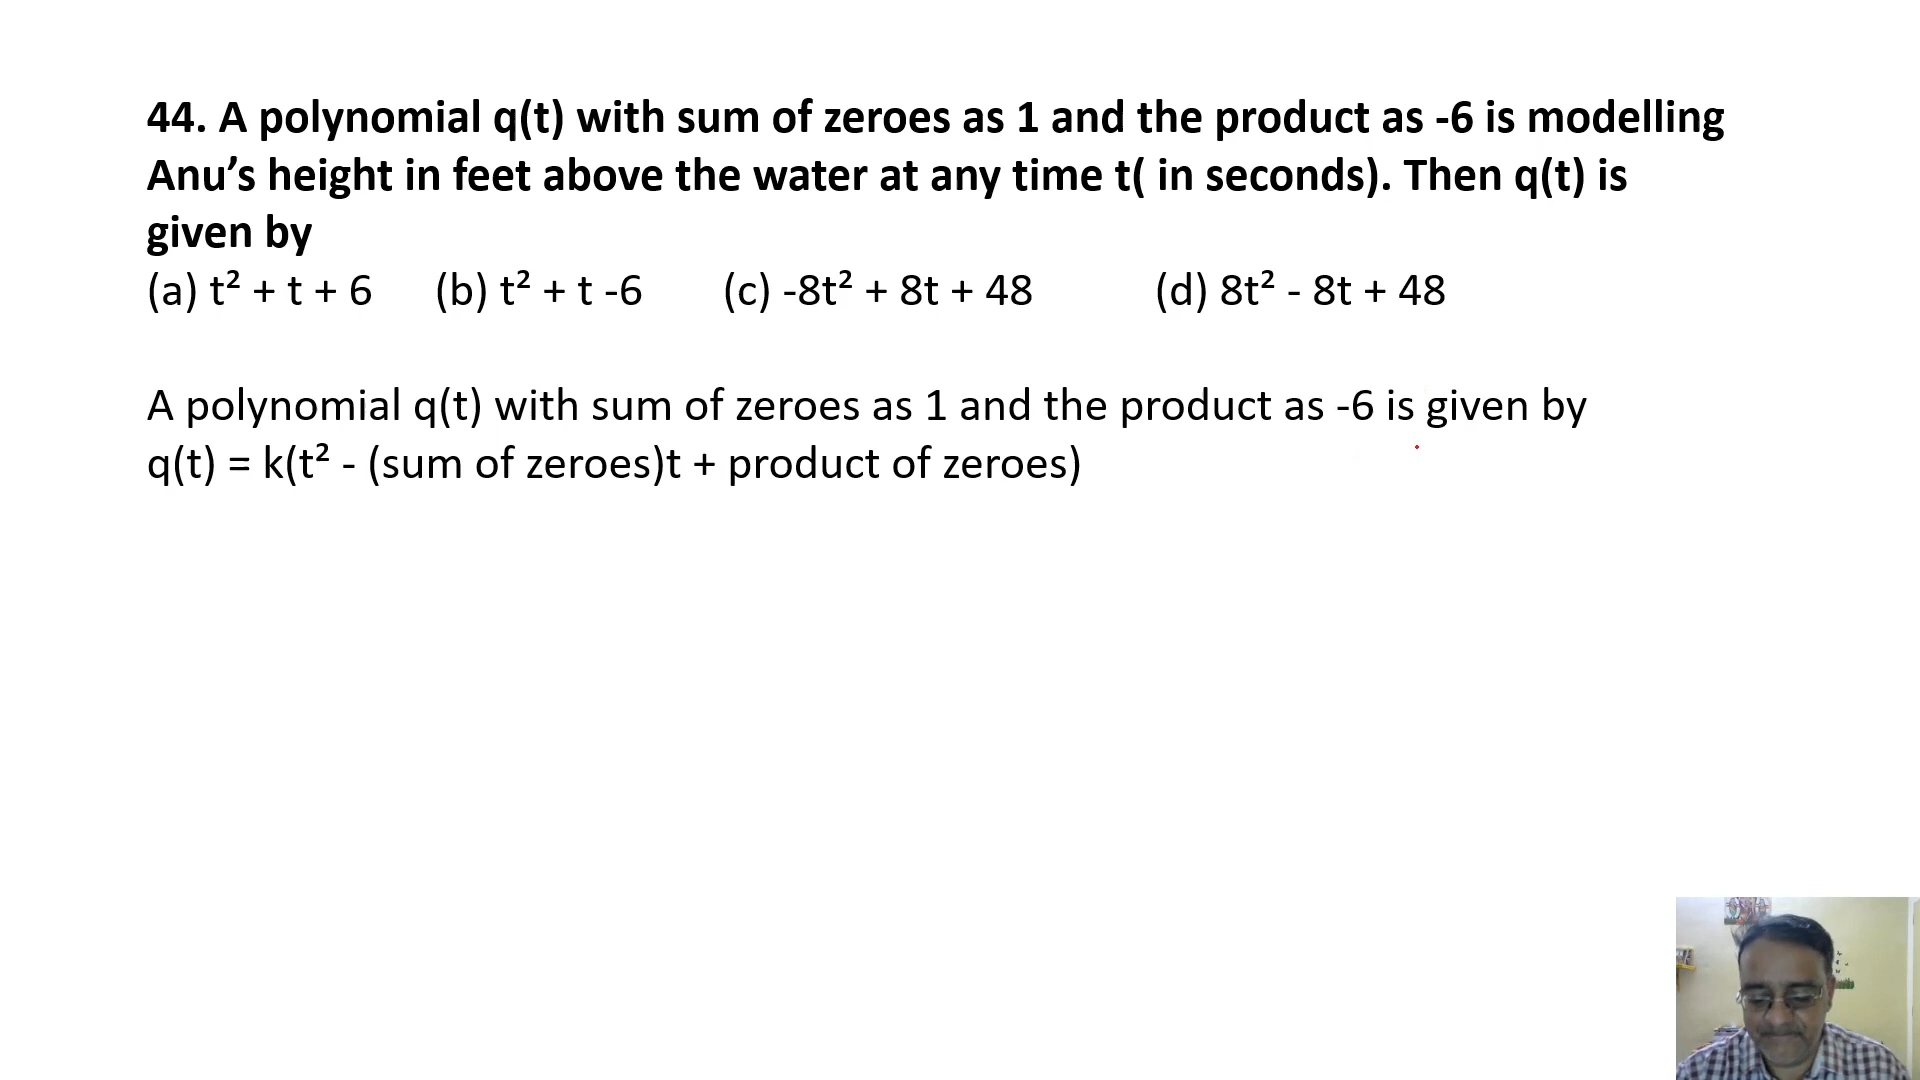 44. A polynomial q(t) with sum of zeroes as 1 and the product as -6 is modelling
Anu’s height in feet above the water at any time t( in seconds). Then q(t) is
given by
(a) t² + t + 6 (b) t² + t -6 (c) -8t² + 8t + 48 (d) 8t² - 8t + 48
A polynomial q(t) with sum of zeroes as 1 and the product as -6 is given by
q(t) = k(t² - (sum of zeroes)t + product of zeroes)